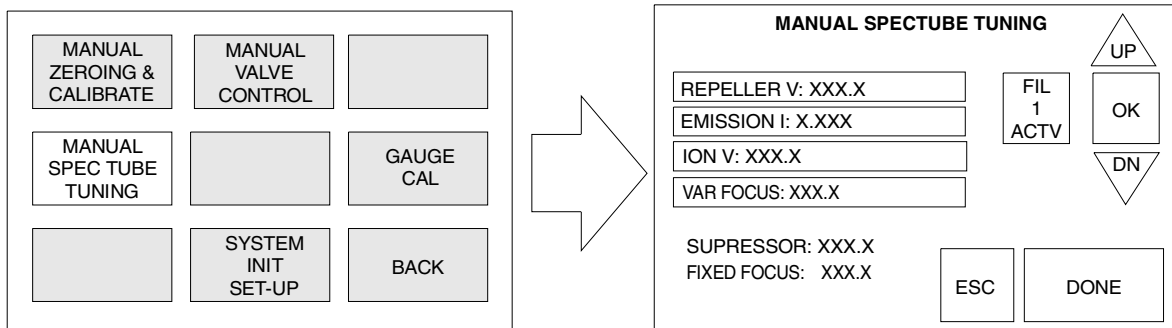 MANUAL
ZEROING &
CALIBRATE
MANUAL
VALVE
CONTROL
MANUAL
SPEC TUBE
TUNING
GAUGE
CAL
SYSTEM
INIT
SET-UP
BACK
MANUAL SPECTUBE TUNING
REPELLER V: XXX.X
EMISSION I: X.XXX
ION V: XXX.X
VAR FOCUS: XXX.X
SUPRESSOR: XXX.X
FIXED FOCUS: XXX.X
FIL
1
ACTV
UP
OK
DN
ESC
DONE